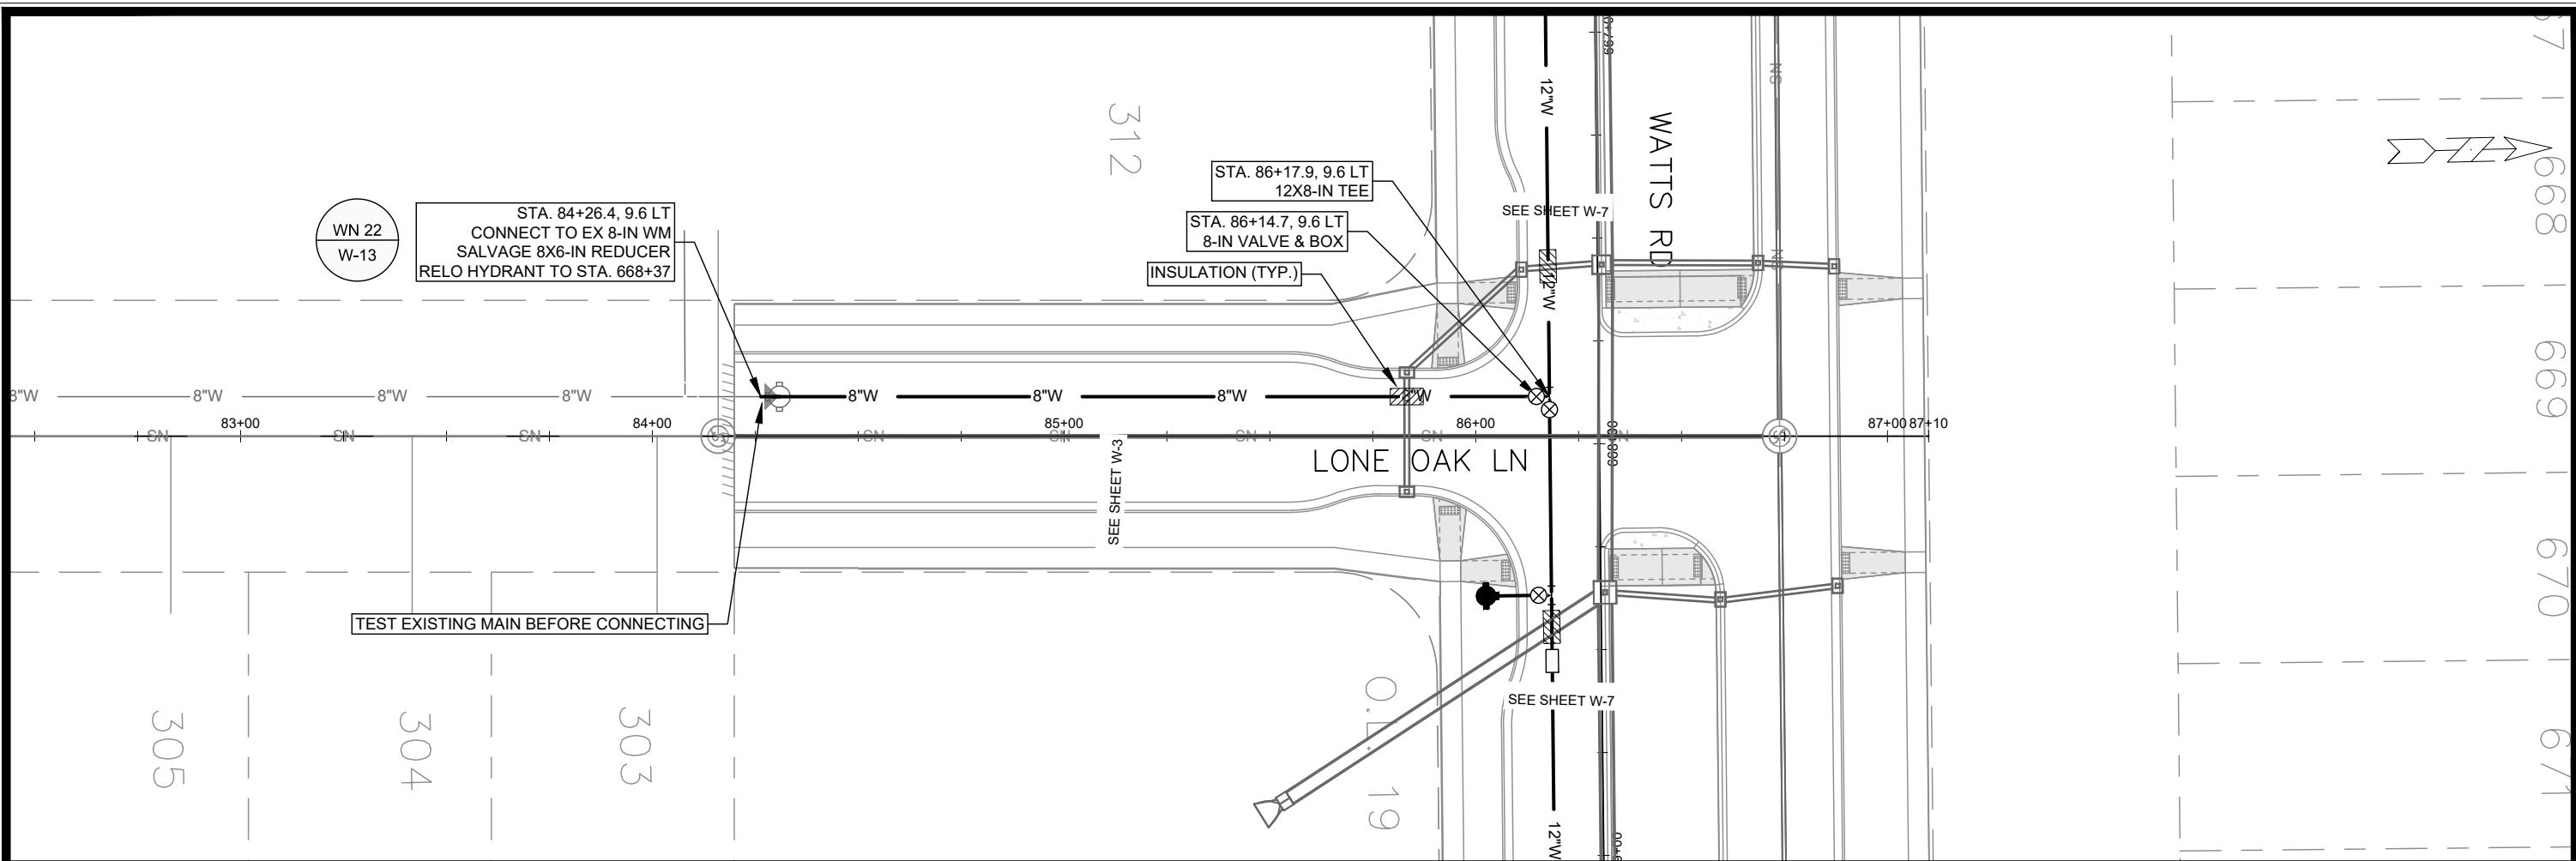 312
WATTS RD
12"W
STA. 86+17.9, 9.6 LT
12X8-IN TEE
SEE SHEET W-7
STA. 86+14.7, 9.6 LT
8-IN VALVE & BOX
INSULATION (TYP.)
12"W
WN 22
W-13
STA. 84+26.4, 9.6 LT
CONNECT TO EX 8-IN WM
SALVAGE 8X6-IN REDUCER
RELO HYDRANT TO STA. 668+37
8"W
8"W
8"W
8"W
8"W
8"W
8"W
8"W
83+00
84+00
85+00
86+00
87+00
87+10
LONE OAK LN
SEE SHEET W-3
TEST EXISTING MAIN BEFORE CONNECTING
SEE SHEET W-7
12"W
305
304
303
19
N
668
669
670
671